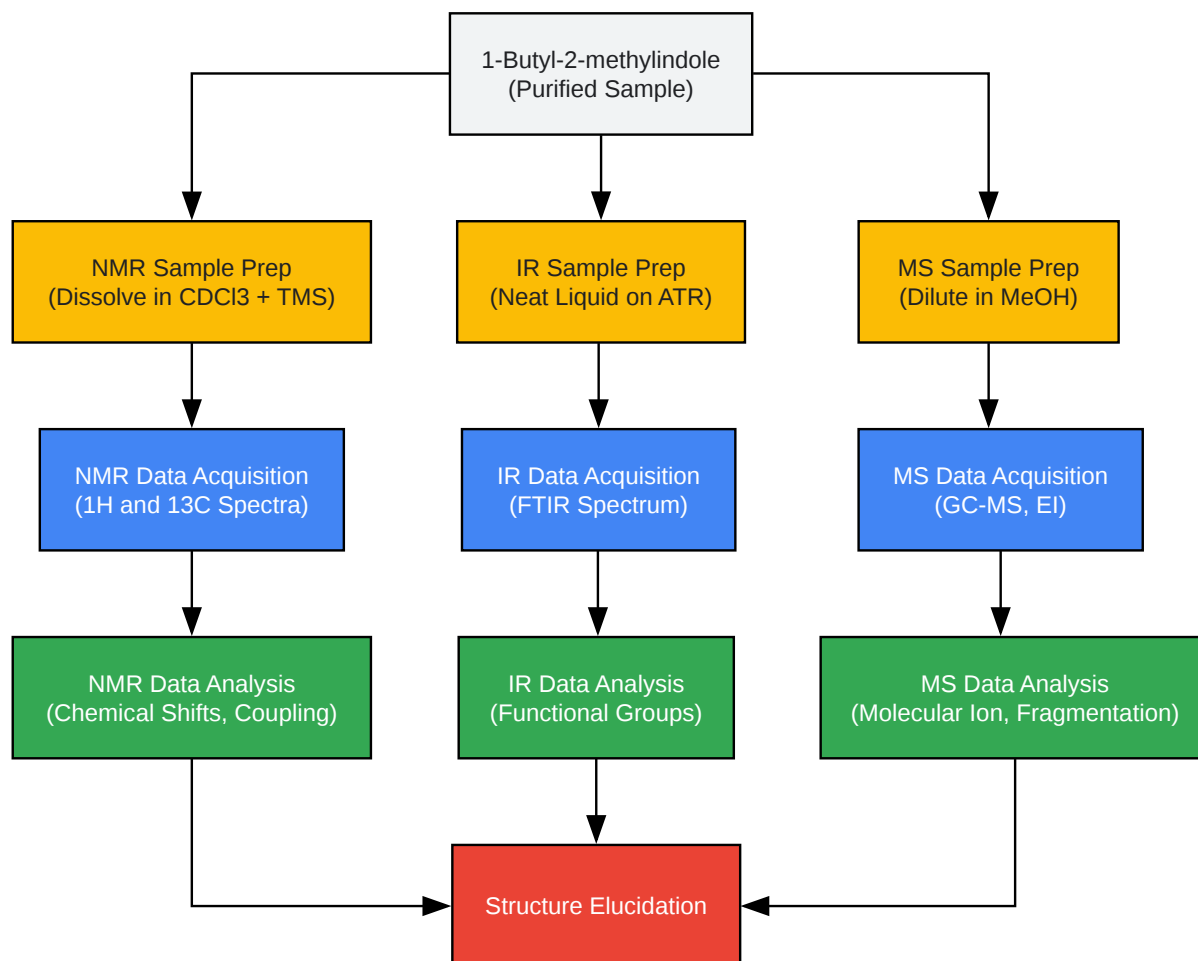 1-Butyl-2-methylindole
(Purified Sample)
NMR Sample Prep
(Dissolve in CDCl3 + TMS)
IR Sample Prep
(Neat Liquid on ATR)
MS Sample Prep
(Dilute in MeOH)
NMR Data Acquisition
(1H and 13C Spectra)
IR Data Acquisition
(FTIR Spectrum)
MS Data Acquisition
(GC-MS, EI)
NMR Data Analysis
(Chemical Shifts, Coupling)
IR Data Analysis
(Functional Groups)
MS Data Analysis
(Molecular Ion, Fragmentation)
Structure Elucidation